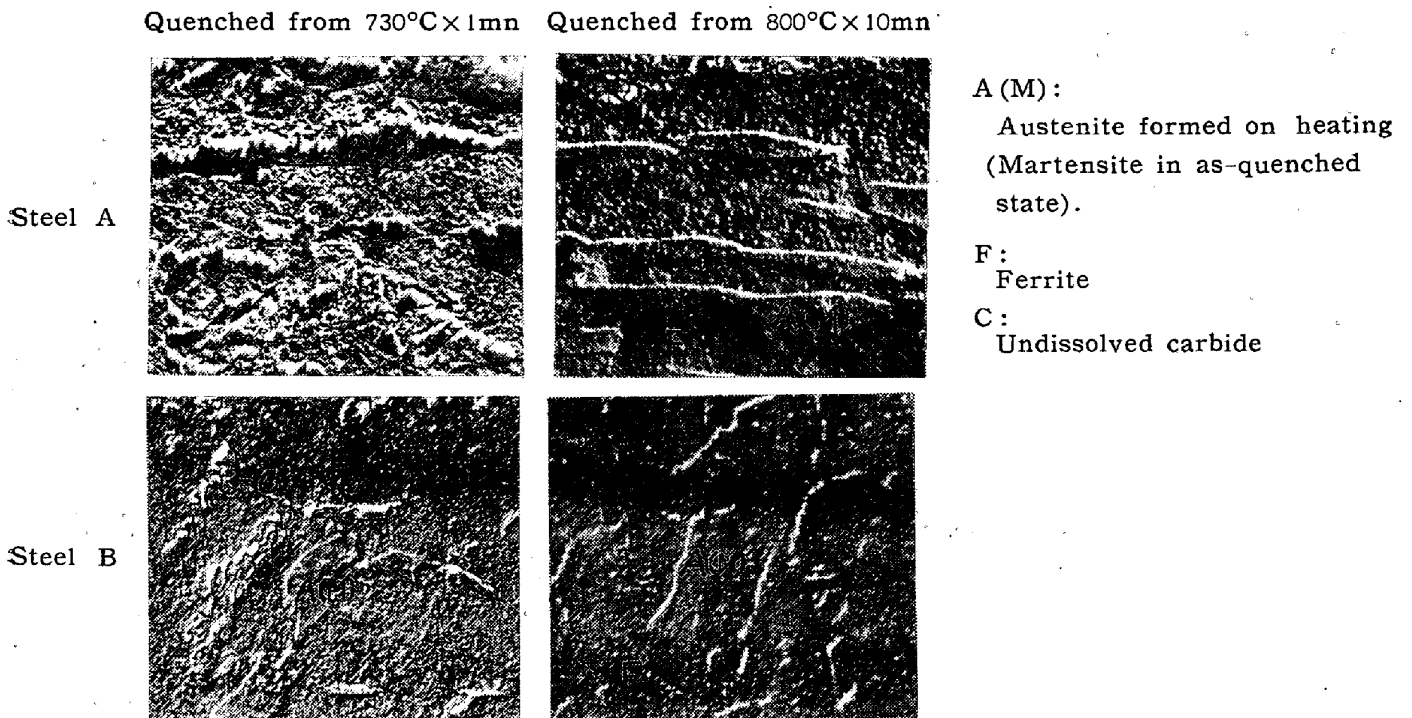 Quenched from 730°C×1mn Quenched from 800°C×10mn
A (M):
Austenite formed on heating
(Martensite in as-quenched
state).
Steel A
F:
Ferrite
C:
Undissolved carbide
Steel B